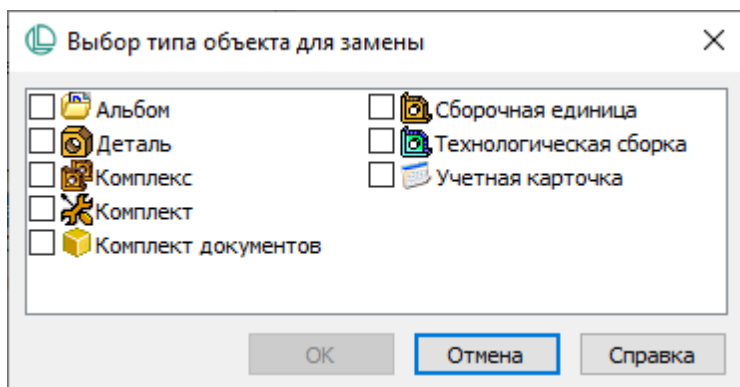 Выбор типа объекта для замены
Альбом
Деталь
Комплекс
Комплект
Комплект документов
Сборочная единица
Технологическая сборка
Учетная карточка
OK
Отмена
Справка